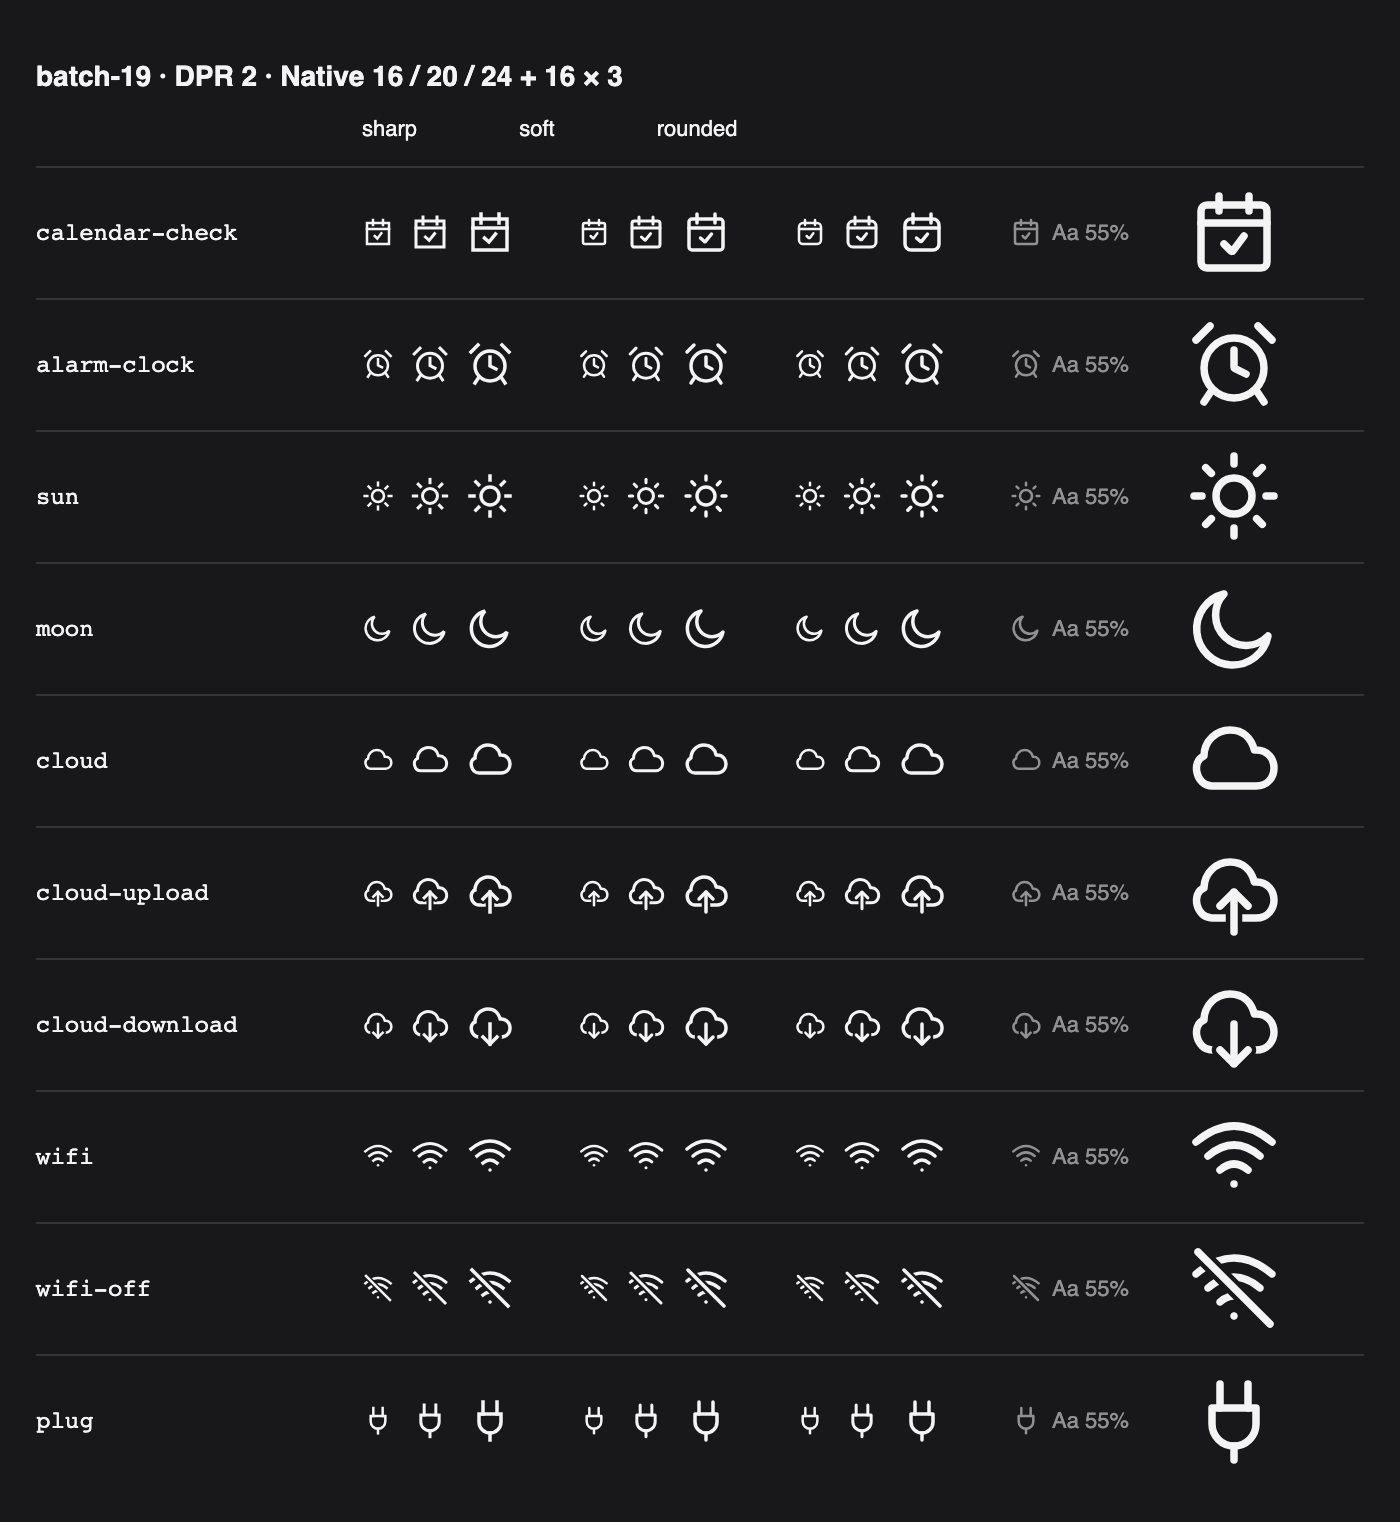 batch-19 · DPR 2 · Native 16 / 20 / 24 + 16 × 3
sharp soft rounded
calendar-check Aa 55%
alarm-clock Aa 55%
sun Aa 55%
moon Aa 55%
cloud Aa 55%
cloud-upload Aa 55%
cloud-download Aa 55%
wifi Aa 55%
wifi-off Aa 55%
plug Aa 55%